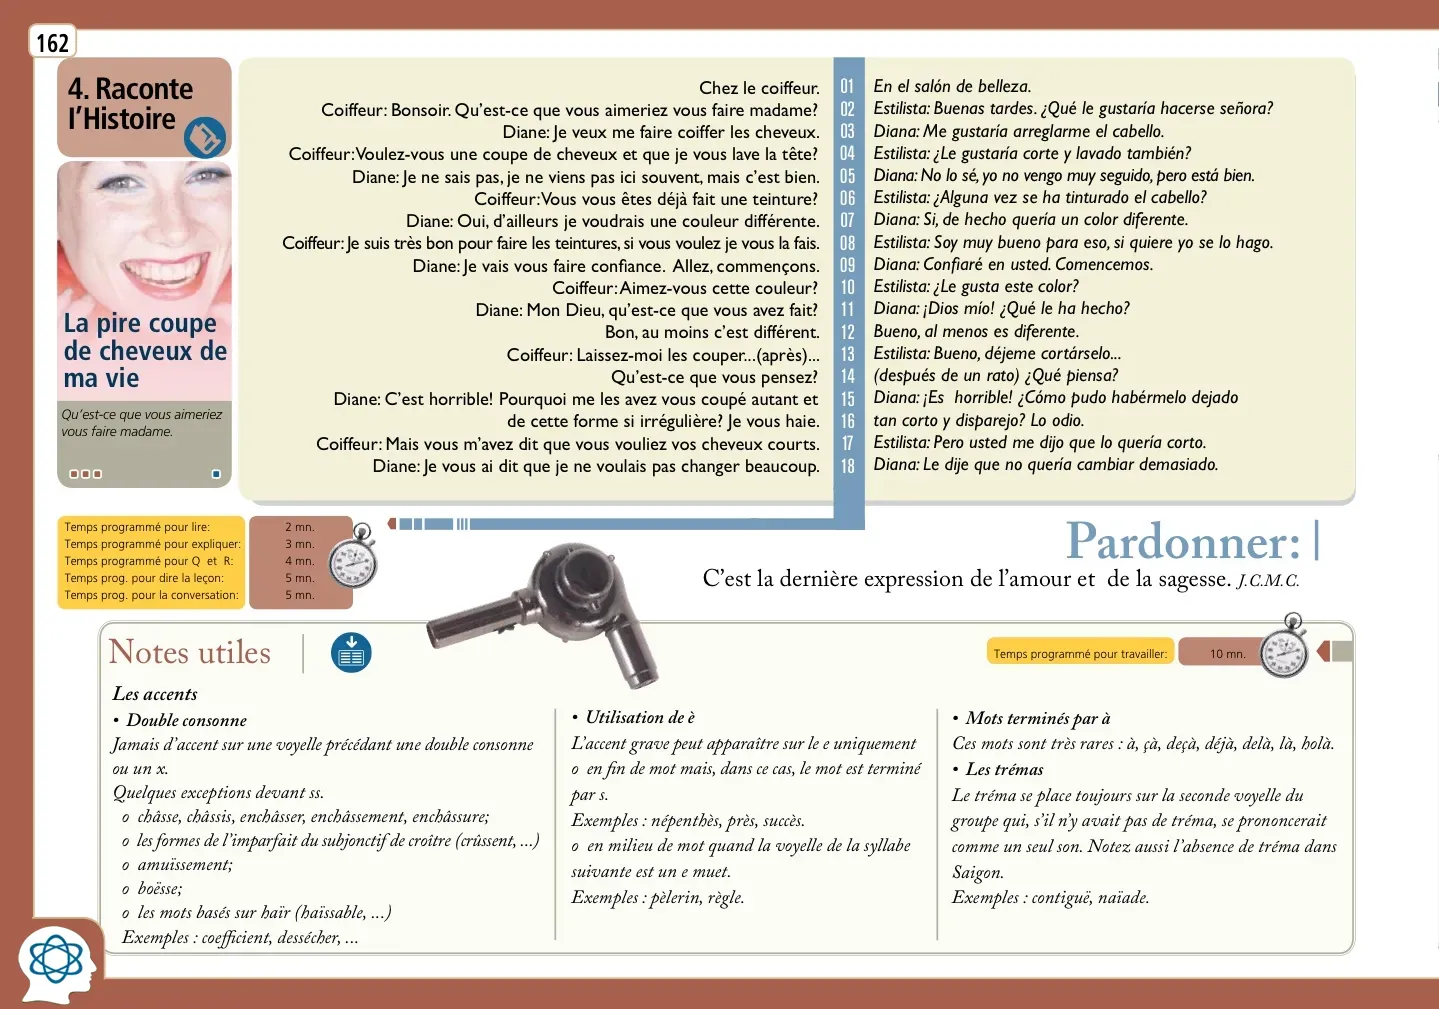 162
4. Raconte
l'Histoire
La pire coupe
de cheveux de
ma vie
Qu'est-ce que vous aimeriez
vous faire madame.
Chez le coiffeur.
Coiffeur: Bonsoir. Qu'est-ce que vous aimeriez vous faire madame?
Diane: Je veux me faire coiffer les cheveux.
Coiffeur:Voulez-vous une coupe de cheveux et que je vous lave la tête?
Diane: Je ne sais pas, je ne viens pas ici souvent, mais c'est bien.
Coiffeur:Vous vous êtes déjà fait une teinture?
Diane: Oui, d'ailleurs je voudrais une couleur différente.
Coiffeur: Je suis très bon pour faire les teintures, si vous voulez je vous la fais.
Diane: Je vais vous faire confiance. Allez, commençons.
Coiffeur:Aimez-vous cette couleur?
Diane: Mon Dieu, qu'est-ce que vous avez fait?
Bon, au moins c'est différent.
Coiffeur: Laissez-moi les couper...(après)...
Qu'est-ce que vous pensez?
Diane: C'est horrible! Pourquoi me les avez vous coupé autant et
de cette forme si irrégulière? Je vous haie.
Coiffeur: Mais vous m'avez dit que vous vouliez vos cheveux courts.
Diane: Je vous ai dit que je ne voulais pas changer beaucoup.
01
02
03
04
05
06
07
08
09
10
11
12
13
14
15
16
17
18
En el salón de belleza.
Estilista: Buenas tardes. ¿Qué le gustaría hacerse señora?
Diana: Me gustaría arreglarme el cabello.
Estilista: ¿Le gustaría corte y lavado también?
Diana: No lo sé, yo no vengo muy seguido, pero está bien.
Estilista: ¿Alguna vez se ha tinturado el cabello?
Diana: Si, de hecho quería un color diferente.
Estilista: Soy muy bueno para eso, si quiere yo se lo hago.
Diana: Confiaré en usted. Comencemos.
Estilista: ¿Le gusta este color?
Diana: ¡Dios mío! ¿Qué le ha hecho?
Bueno, al menos es diferente.
Estilista: Bueno, déjeme cortárselo...
(después de un rato) ¿Qué piensa?
Diana: ¡Es horrible! ¿Cómo pudo habérmelo dejado
tan corto y disparejo? Lo odio.
Estilista: Pero usted me dijo que lo quería corto.
Diana: Le dije que no quería cambiar demasiado.
Temps programmé pour lire: 2 mn.
Temps programmé pour expliquer: 3 mn.
Temps programmé pour Q et R: 4 mn.
Temps prog. pour dire la leçon: 5 mn.
Temps prog. pour la conversation: 5 mn.
Pardonner:
C'est la dernière expression de l'amour et de la sagesse. J.C.M.C.
Notes utiles
Temps programmé pour travailler: 10 mn.
Les accents
• Double consonne
Jamais d'accent sur une voyelle précédant une double consonne
ou un x.
Quelques exceptions devant ss.
o châsse, châssis, enchâsser, enchâssement, enchâssure;
o les formes de l'imparfait du subjonctif de croître (crûssent, ...)
o amuïssement;
o boësse;
o les mots basés sur haïr (haïssable, ...)
Exemples : coefficient, dessécher, ...
• Utilisation de è
L'accent grave peut apparaître sur le e uniquement
o en fin de mot mais, dans ce cas, le mot est terminé
par s.
Exemples : népenthès, près, succès.
o en milieu de mot quand la voyelle de la syllabe
suivante est un e muet.
Exemples : pèlerin, règle.
• Mots terminés par à
Ces mots sont très rares : à, çà, deçà, déjà, delà, là, holà.
• Les trémas
Le tréma se place toujours sur la seconde voyelle du
groupe qui, s'il n'y avait pas de tréma, se prononcerait
comme un seul son. Notez aussi l'absence de tréma dans
Saigon.
Exemples : contiguë, naïade.